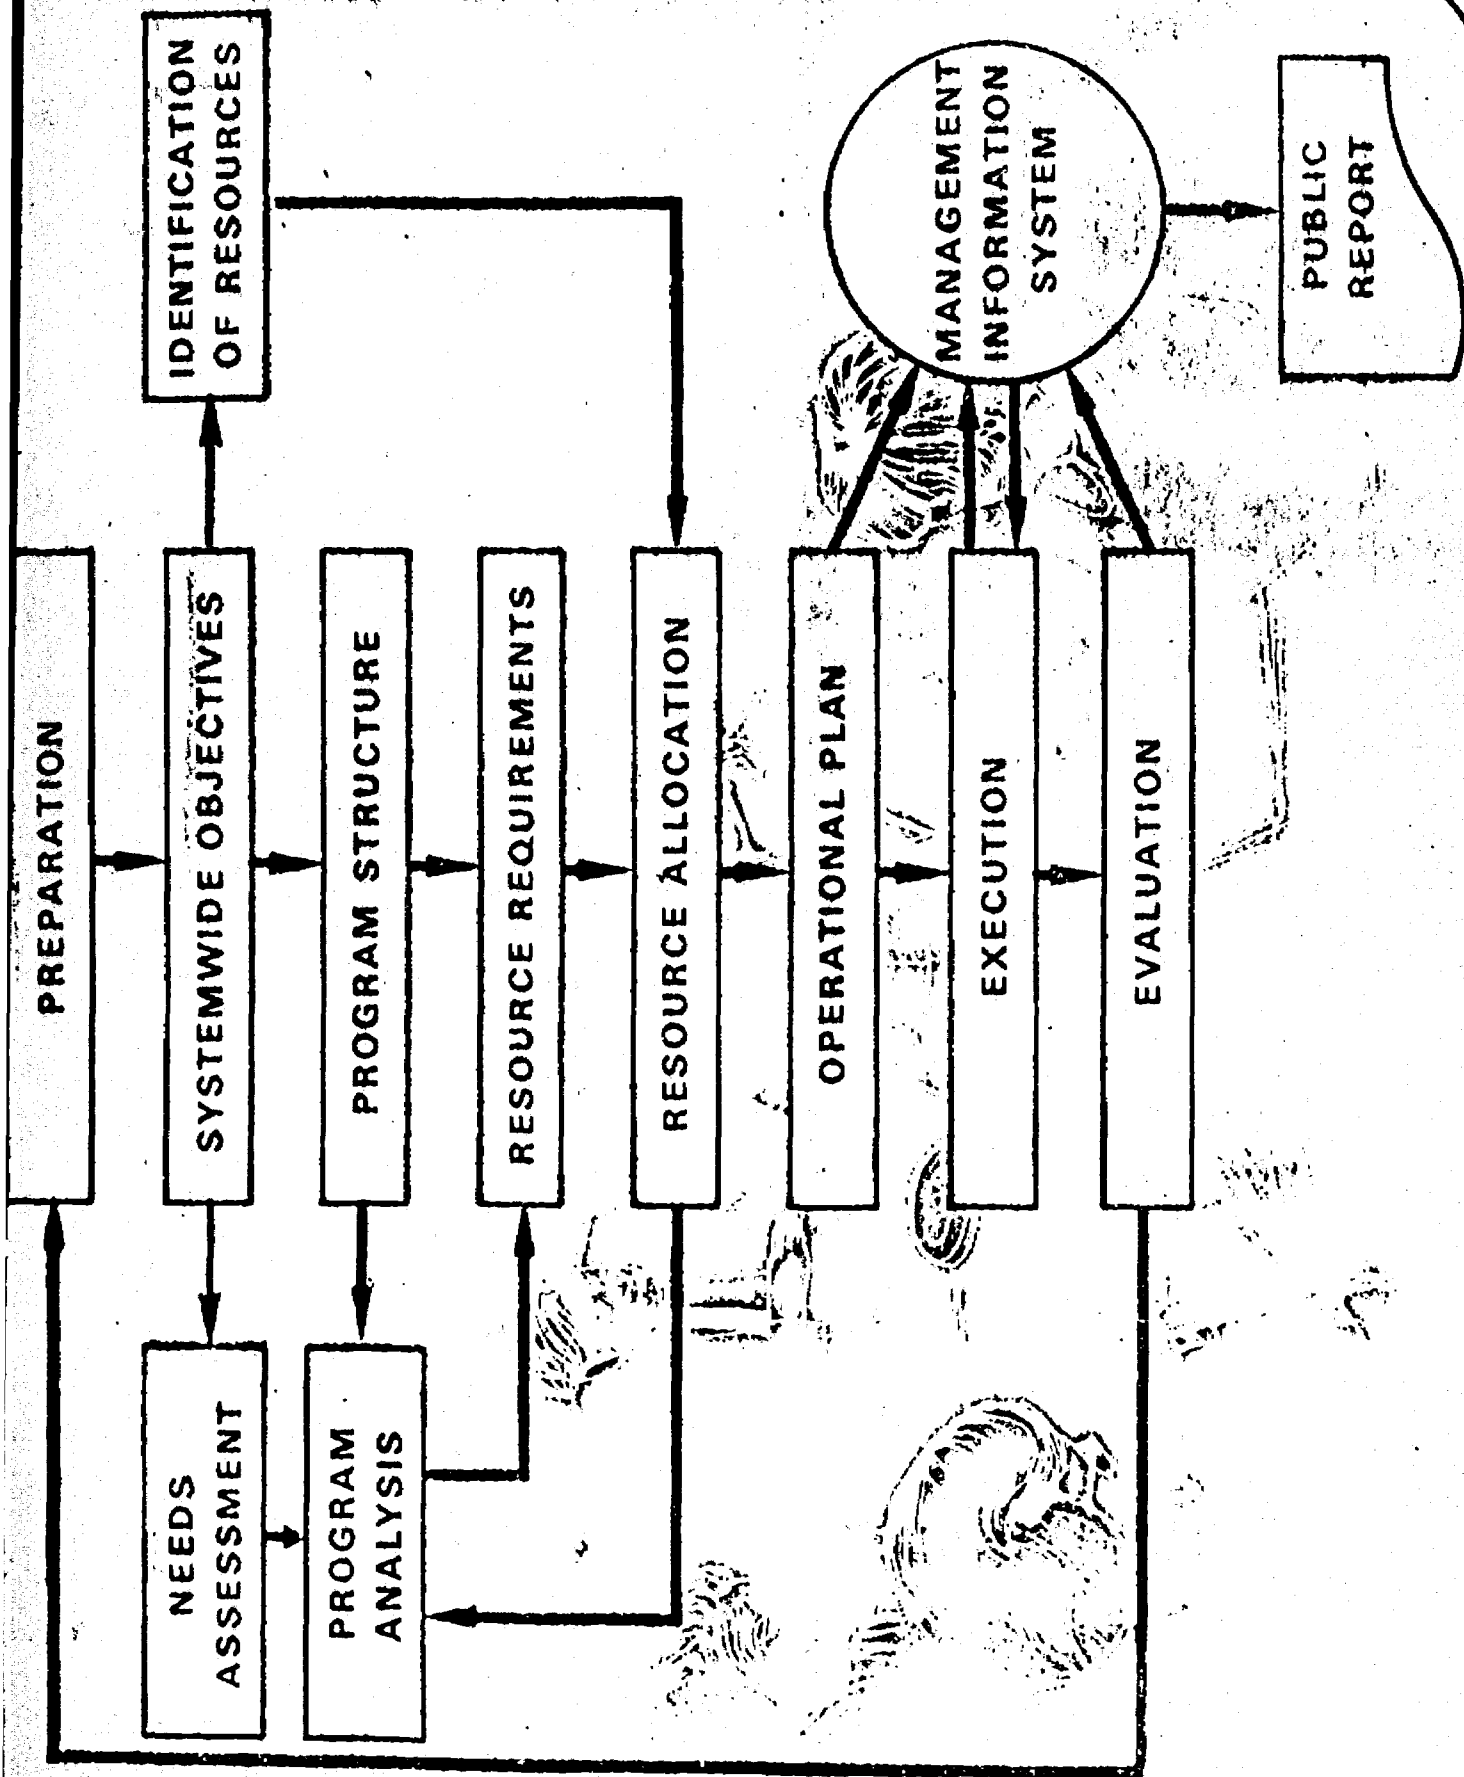 PREPARATION
IDENTIFICATION
OF RESOURCES
SYSTEMWIDE OBJECTIVES
NEEDS
ASSESSMENT
PROGRAM STRUCTURE
PROGRAM
ANALYSIS
RESOURCE REQUIREMENTS
RESOURCE ALLOCATION
OPERATIONAL PLAN
MANAGEMENT
INFORMATION
SYSTEM
EXECUTION
EVALUATION
PUBLIC
REPORT